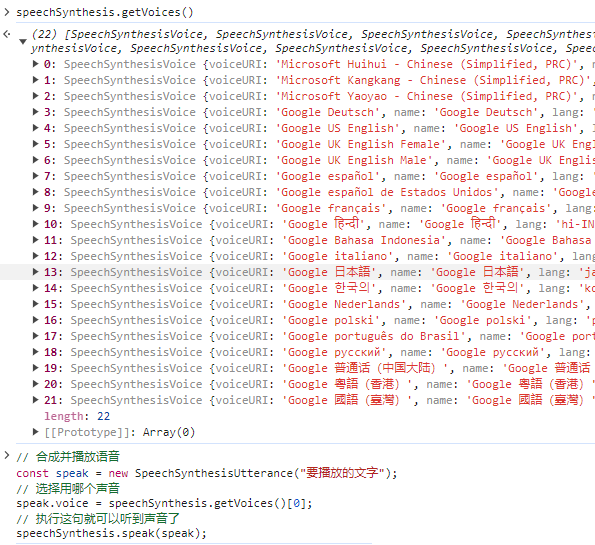 speechSynthesis.getVoices()
(22) [SpeechSynthesisVoice, SpeechSynthesisVoice, SpeechSynthesisVoice, SpeechSy
ynthesisVoice, SpeechSynthesisVoice, SpeechSynthesisVoice, SpeechSynthesisVoice, Spee
0: SpeechSynthesisVoice {voiceURI: 'Microsoft Huihui - Chinese (Simplified, PRC)', n
1: SpeechSynthesisVoice {voiceURI: 'Microsoft Kangkang - Chinese (Simplified, PRC)',
2: SpeechSynthesisVoice {voiceURI: 'Microsoft Yaoyao - Chinese (Simplified, PRC)', n
3: SpeechSynthesisVoice {voiceURI: 'Google Deutsch', name: 'Google Deutsch', lang: '
4: SpeechSynthesisVoice {voiceURI: 'Google US English', name: 'Google US English', l
5: SpeechSynthesisVoice {voiceURI: 'Google UK English Female', name: 'Google UK Engl
6: SpeechSynthesisVoice {voiceURI: 'Google UK English Male', name: 'Google UK Englis
7: SpeechSynthesisVoice {voiceURI: 'Google español', name: 'Google español', lang: '
8: SpeechSynthesisVoice {voiceURI: 'Google español de Estados Unidos', name: 'Google
9: SpeechSynthesisVoice {voiceURI: 'Google français', name: 'Google français', lang:
10: SpeechSynthesisVoice {voiceURI: 'Google हिन्दी', name: 'Google हिन्दी', lang: 'hi-IN
11: SpeechSynthesisVoice {voiceURI: 'Google Bahasa Indonesia', name: 'Google Bahasa
12: SpeechSynthesisVoice {voiceURI: 'Google italiano', name: 'Google italiano', lang:
13: SpeechSynthesisVoice {voiceURI: 'Google 日本語', name: 'Google 日本語', lang: 'ja
14: SpeechSynthesisVoice {voiceURI: 'Google 한국의', name: 'Google 한국의', lang: 'ko
15: SpeechSynthesisVoice {voiceURI: 'Google Nederlands', name: 'Google Nederlands',
16: SpeechSynthesisVoice {voiceURI: 'Google polski', name: 'Google polski', lang: 'p
17: SpeechSynthesisVoice {voiceURI: 'Google português do Brasil', name: 'Google port
18: SpeechSynthesisVoice {voiceURI: 'Google русский', name: 'Google русский', lang:
19: SpeechSynthesisVoice {voiceURI: 'Google 普通话（中国大陆）', name: 'Google 普通话
20: SpeechSynthesisVoice {voiceURI: 'Google 粤語（香港）', name: 'Google 粤語（香港）'
21: SpeechSynthesisVoice {voiceURI: 'Google 國語（臺灣）', name: 'Google 國語（臺灣）'
length: 22
[[Prototype]]: Array(0)
// 合成并播放语音
const speak = new SpeechSynthesisUtterance("要播放的文字");
// 选择用哪个声音
speak.voice = speechSynthesis.getVoices()[0];
// 执行这句就可以听到声音了
speechSynthesis.speak(speak);